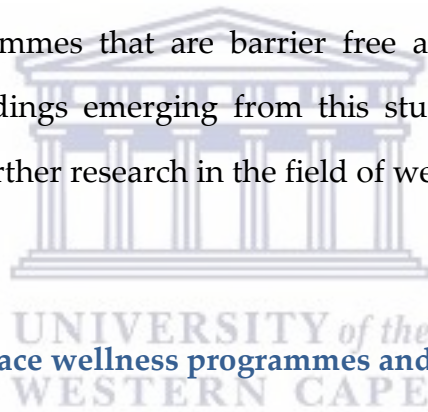 mmes that are barrier free a
dings emerging from this stu
rther research in the field of we
UNIVERSITY of the
ace wellness programmes and
WESTERN CAPE